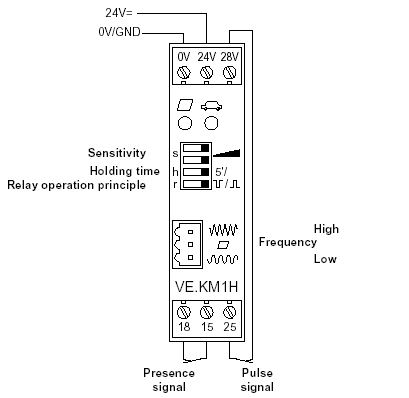 24V=
0V/GND
0V 24V 28V
Sensitivity
s
Holding time
h 5'/
Relay operation principle
r /
High
Frequency
Low
VE.KM1H
18 15 25
Presence signal
Pulse signal